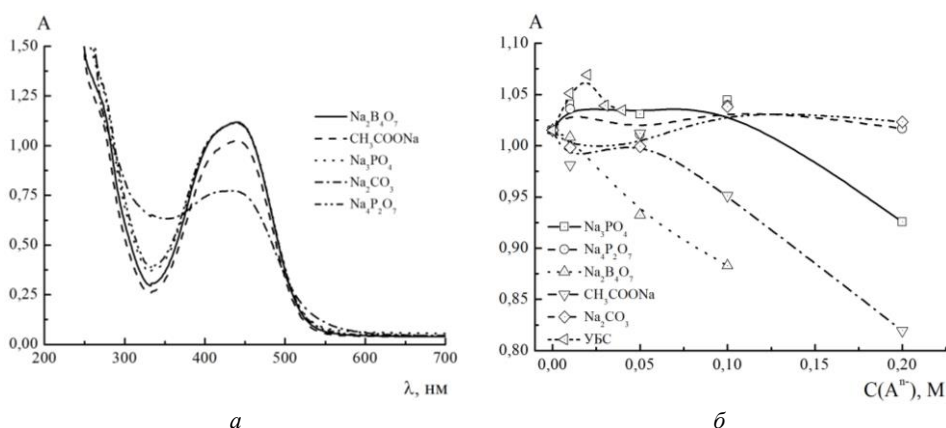 A
1,50
1,25
1,00
0,75
0,50
0,25
0,00
200 300 400 500 600 700
λ, нм
Na₂B₄O₇
CH₃COONa
Na₃PO₄
Na₂CO₃
Na₄P₂O₇
а
A
1,10
1,05
1,00
0,95
0,90
0,85
0,80
0,00 0,05 0,10 0,15 0,20
C(Aⁿ⁻), M
Na₃PO₄
Na₄P₂O₇
Na₂B₄O₇
CH₃COONa
Na₂CO₃
УБС
б